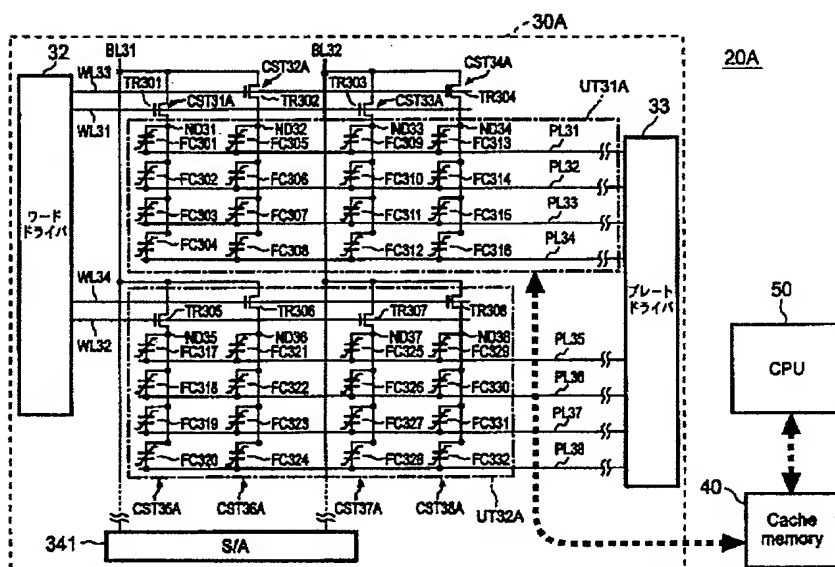 30A
32
BL31
BL32
20A
WL33
CST32A
CST34A
TR301
CST31A
TR302
TR303
CST33A
TR304
UT31A
33
WL31
ND31
ND32
ND33
ND34
PL31
FC301
FC305
FC309
FC313
PL32
FC302
FC306
FC310
FC314
PL33
FC303
FC307
FC311
FC315
PL34
FC304
FC308
FC312
FC316
ワード
ドライバ
WL34
TR305
TR306
TR307
TR308
WL32
プレート
ドライバ
50
CPU
ND35
ND36
ND37
ND38
PL35
FC317
FC321
FC325
FC329
PL36
FC318
FC322
FC326
FC330
PL37
FC319
FC323
FC327
FC331
PL38
FC320
FC324
FC328
FC332
CST35A
CST36A
CST37A
CST38A
UT32A
40
Cache
memory
341
S/A